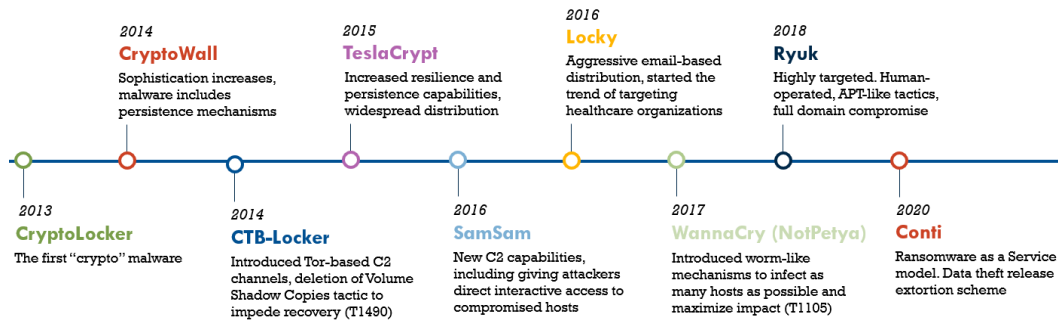 2014
CryptoWall
Sophistication increases,
malware includes
persistence mechanisms
2015
TeslaCrypt
Increased resilience and
persistence capabilities,
widespread distribution
2016
Locky
Aggressive email-based
distribution, started the
trend of targeting
healthcare organizations
2018
Ryuk
Highly targeted. Human-
operated, APT-like tactics,
full domain compromise
2013
CryptoLocker
The first “crypto” malware
2014
CTB-Locker
Introduced Tor-based C2
channels, deletion of Volume
Shadow Copies tactic to
impede recovery (T1490)
2016
SamSam
New C2 capabilities,
including giving attackers
direct interactive access to
compromised hosts
2017
WannaCry (NotPetya)
Introduced worm-like
mechanisms to infect as
many hosts as possible and
maximize impact (T1105)
2020
Conti
Ransomware as a Service
model. Data theft release
extortion scheme